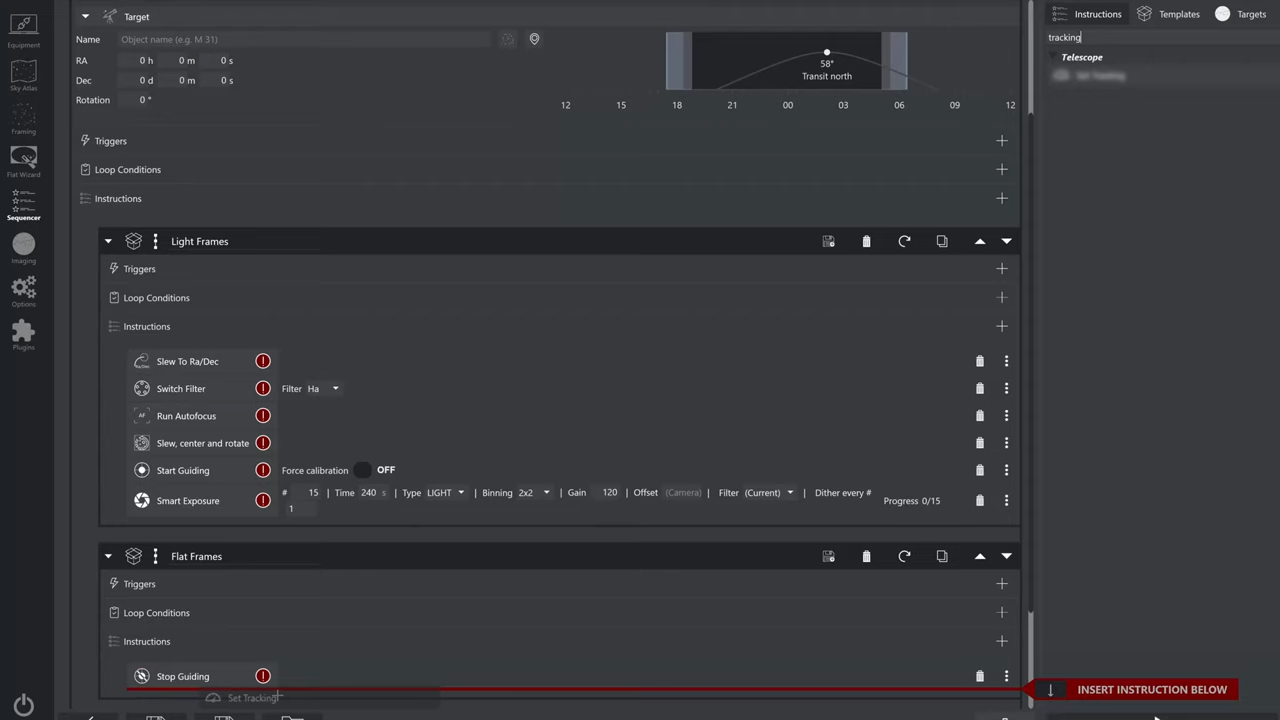 Equipment
Sky Atlas
Framing
Flat Wizard
Sequencer
Imaging
Options
Plugins
Target
Name Object name (e.g. M 31)
RA 0 h 0 m 0 s
Dec 0 d 0 m 0 s
Rotation 0 °
58°
Transit north
12 15 18 21 00 03 06 09 12
Triggers
Loop Conditions
Instructions
Light Frames
Triggers
Loop Conditions
Instructions
Slew To Ra/Dec
Ra/Dec
Switch Filter Filter Ha
AF Run Autofocus
Slew, center and rotate
Start Guiding Force calibration OFF
Smart Exposure # 15 | Time 240 s | Type LIGHT | Binning 2x2 | Gain 120 | Offset (Camera) | Filter (Current) | Dither every #
1
Progress 0/15
Flat Frames
Triggers
Loop Conditions
Instructions
Stop Guiding
Set Tracking
INSERT INSTRUCTION BELOW
Instructions Templates Targets
tracking
Telescope
Set Tracking